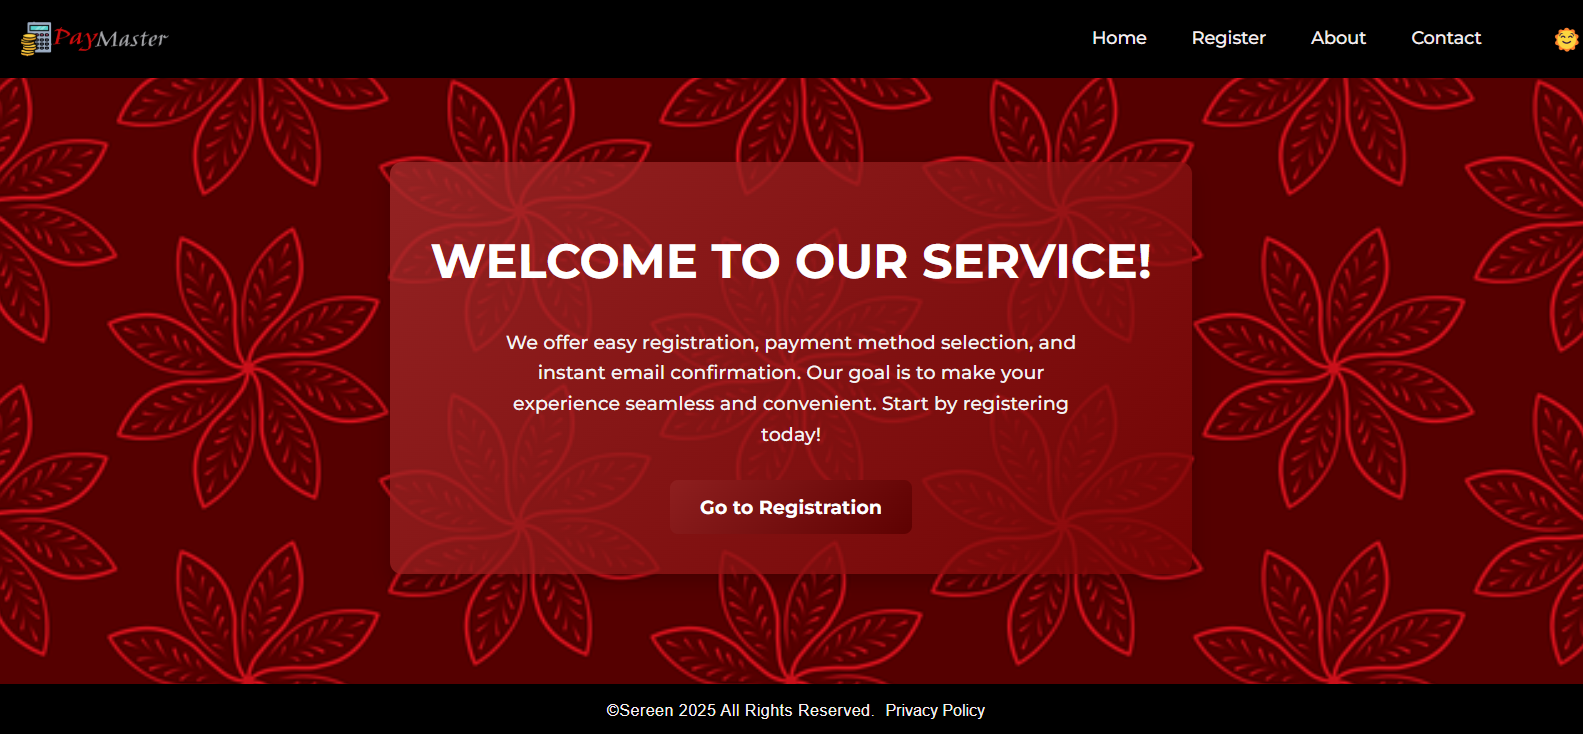 PayMaster
Home Register About Contact
WELCOME TO OUR SERVICE!
We offer easy registration, payment method selection, and
instant email confirmation. Our goal is to make your
experience seamless and convenient. Start by registering
today!
Go to Registration
©Sereen 2025 All Rights Reserved. Privacy Policy